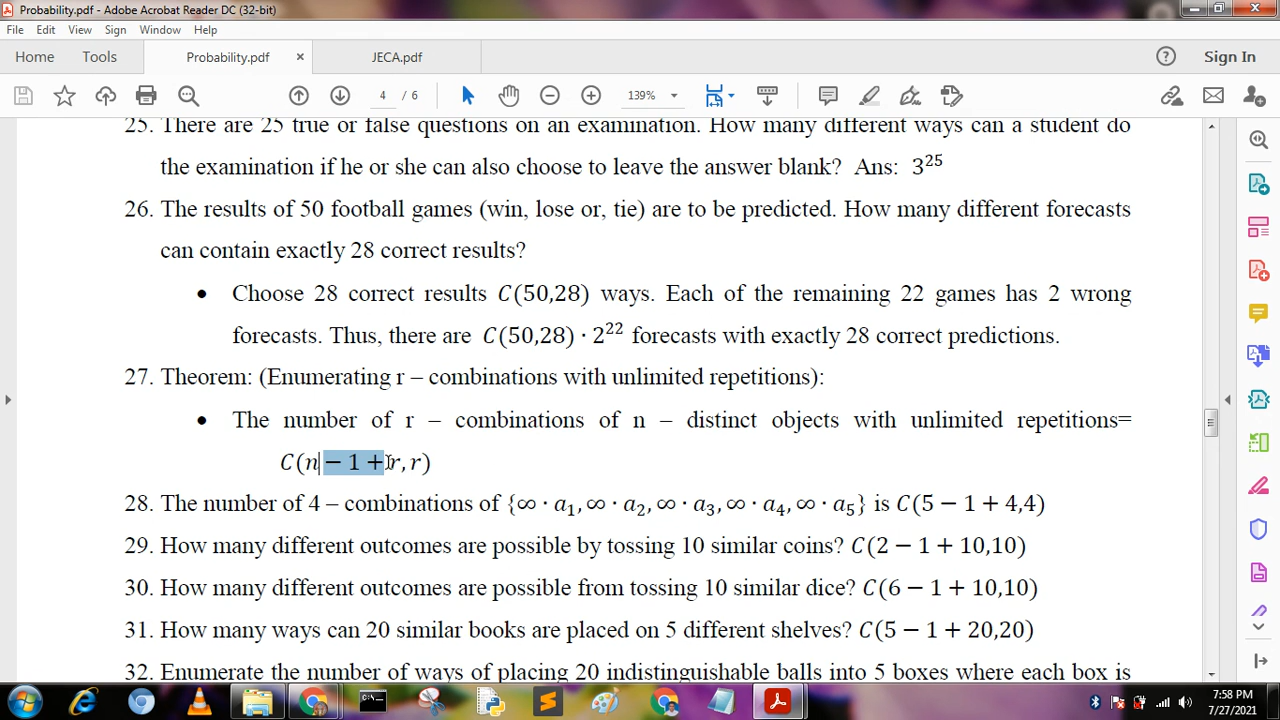 Probability.pdf - Adobe Acrobat Reader DC (32-bit)
File Edit View Sign Window Help
Home Tools Probability.pdf × JECA.pdf Sign In
4 / 6 139%
25. There are 25 true or false questions on an examination. How many different ways can a student do
the examination if he or she can also choose to leave the answer blank? Ans: 3²⁵
26. The results of 50 football games (win, lose or, tie) are to be predicted. How many different forecasts
can contain exactly 28 correct results?
• Choose 28 correct results C(50,28) ways. Each of the remaining 22 games has 2 wrong
forecasts. Thus, there are C(50,28) · 2²² forecasts with exactly 28 correct predictions.
27. Theorem: (Enumerating r – combinations with unlimited repetitions):
• The number of r – combinations of n – distinct objects with unlimited repetitions=
C(n − 1 + r, r)
28. The number of 4 – combinations of {∞ · a₁, ∞ · a₂, ∞ · a₃, ∞ · a₄, ∞ · a₅} is C(5 − 1 + 4,4)
29. How many different outcomes are possible by tossing 10 similar coins? C(2 − 1 + 10,10)
30. How many different outcomes are possible from tossing 10 similar dice? C(6 − 1 + 10,10)
31. How many ways can 20 similar books are placed on 5 different shelves? C(5 − 1 + 20,20)
32. Enumerate the number of ways of placing 20 indistinguishable balls into 5 boxes where each box is
7:58 PM
7/27/2021